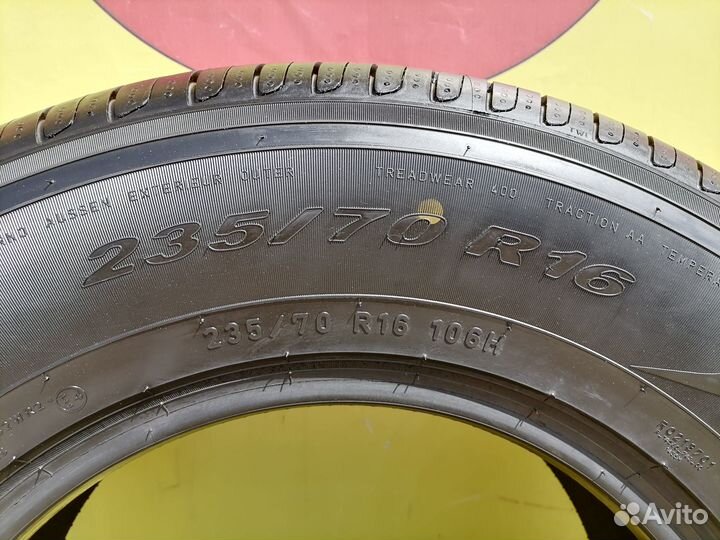 AUSSEN EXTERIEUR OUTER TREADWEAR 400 TRACTION AA
TWI
235/70 R16
235/70 R16 106H
Avito